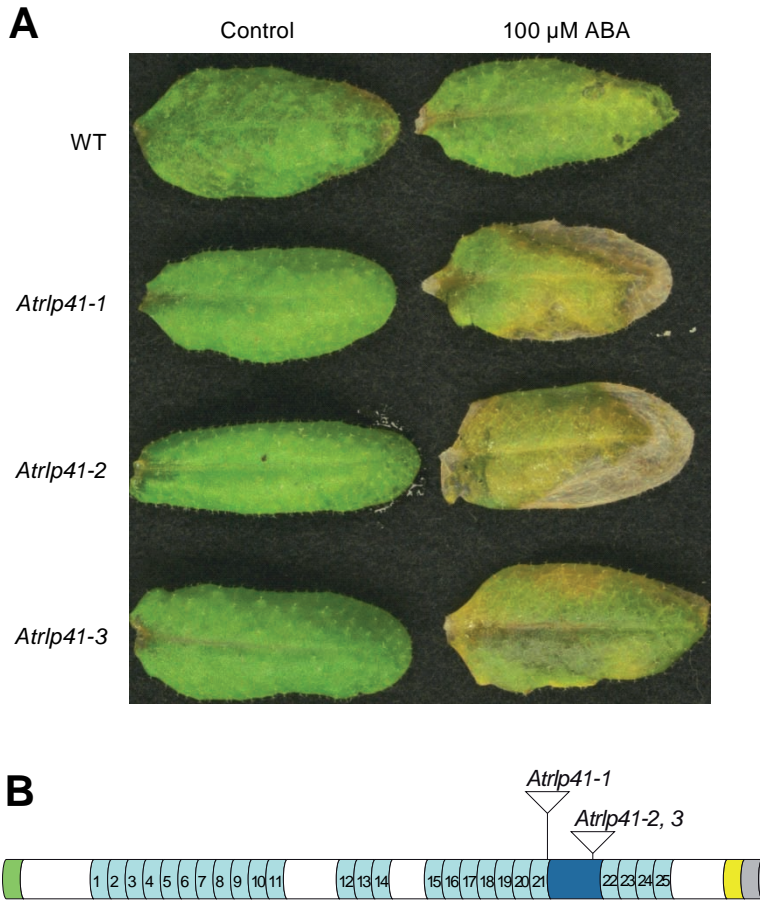 A
Control 100 µM ABA
WT
Atrlp41-1
Atrlp41-2
Atrlp41-3
B
Atrlp41-1
Atrlp41-2, 3
1 2 3 4 5 6 7 8 9 10 11 12 13 14 15 16 17 18 19 20 21 22 23 24 25